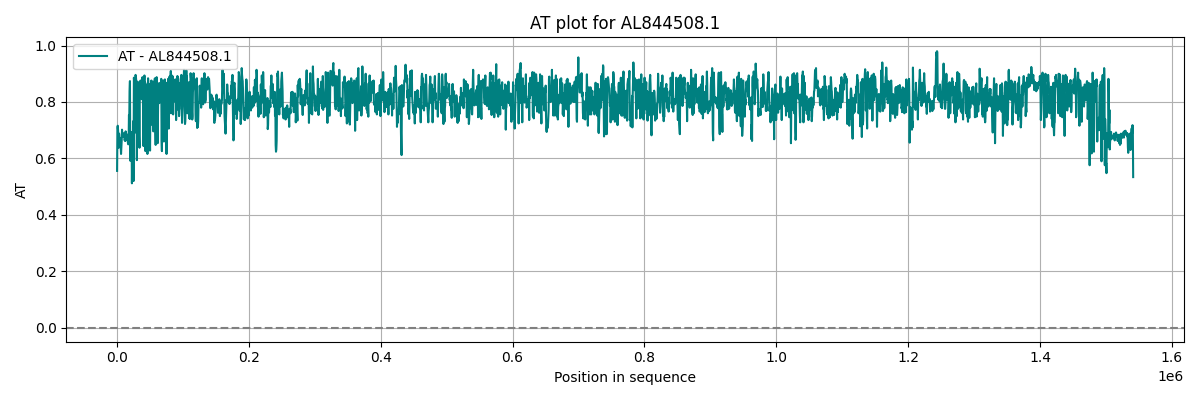 AT plot for AL844508.1
AT - AL844508.1
AT
1.0
0.8
0.6
0.4
0.2
0.0
0.0 0.2 0.4 0.6 0.8 1.0 1.2 1.4 1.6
1e6
Position in sequence